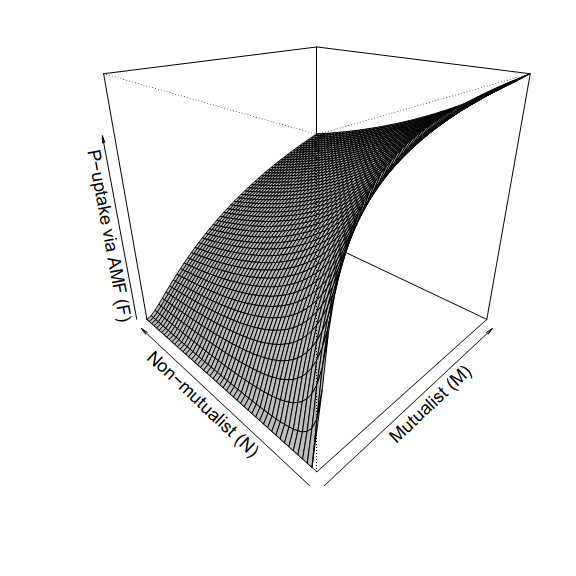 P−uptake via AMF (F)
Non−mutualist (N)
Mutualist (M)